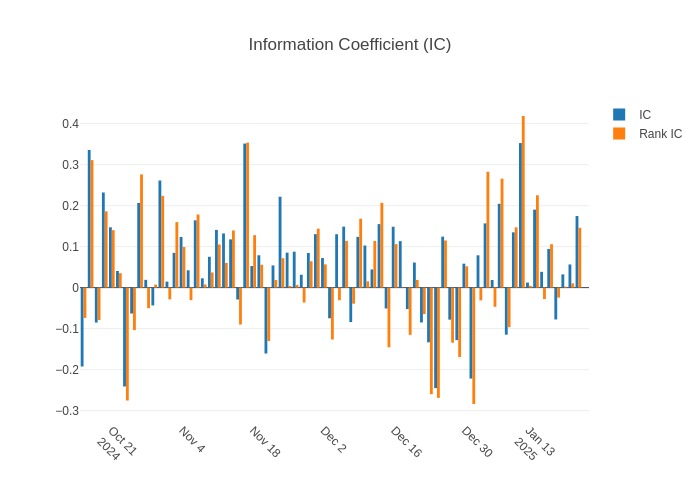 Information Coefficient (IC)
IC
Rank IC
0.4
0.3
0.2
0.1
0
−0.1
−0.2
−0.3
Oct 21
2024
Nov 4
Nov 18
Dec 2
Dec 16
Dec 30
Jan 13
2025